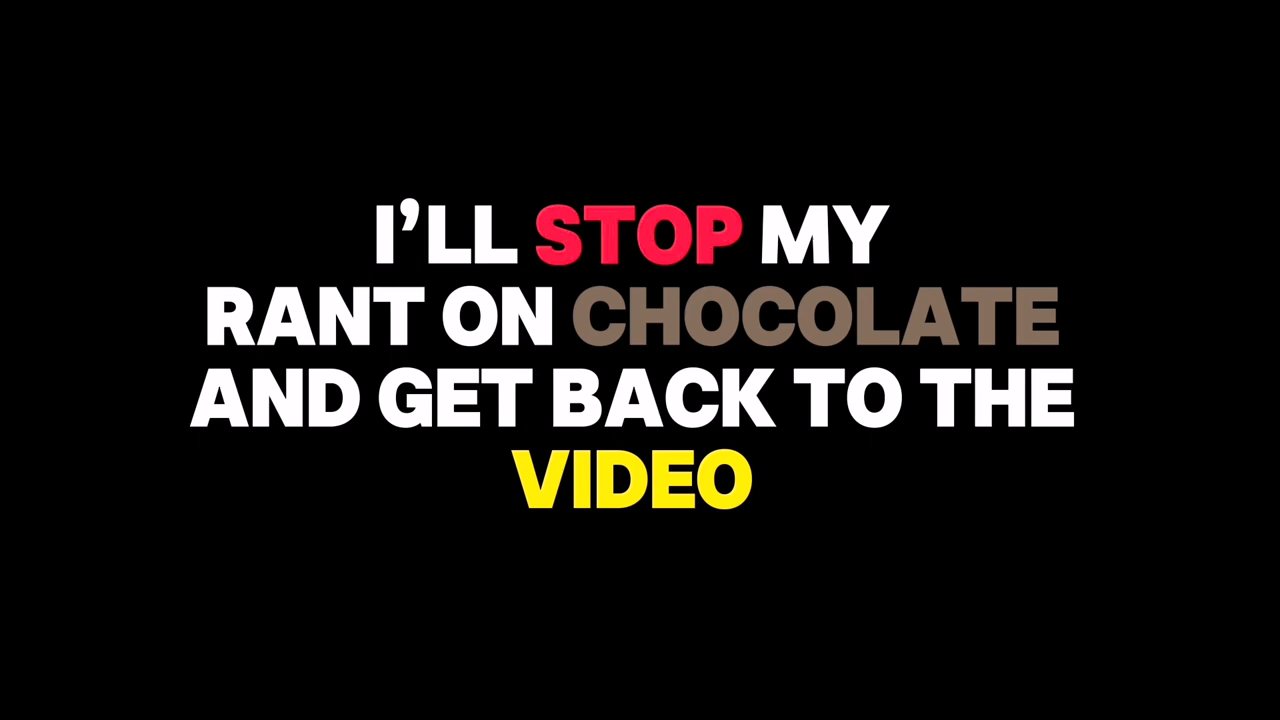 I’LL STOP MY
RANT ON CHOCOLATE
AND GET BACK TO THE
VIDEO